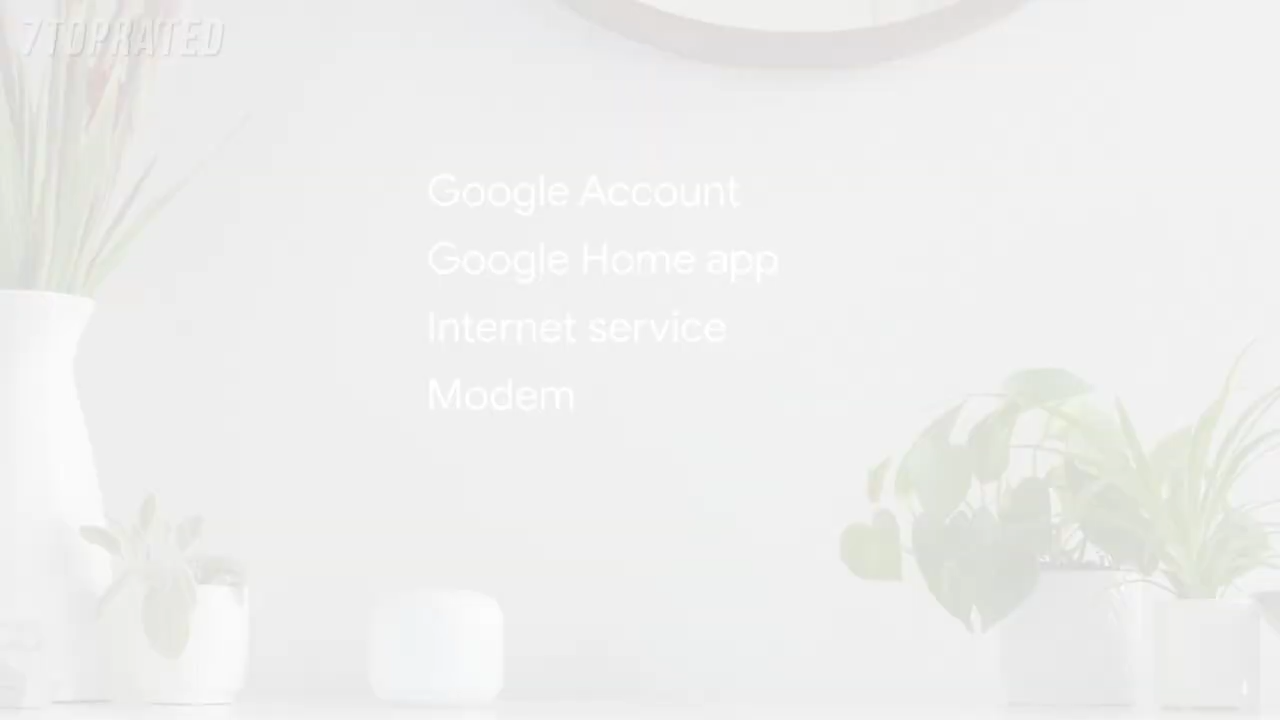 7TOPRATED
Google Account
Google Home app
Internet service
Modem